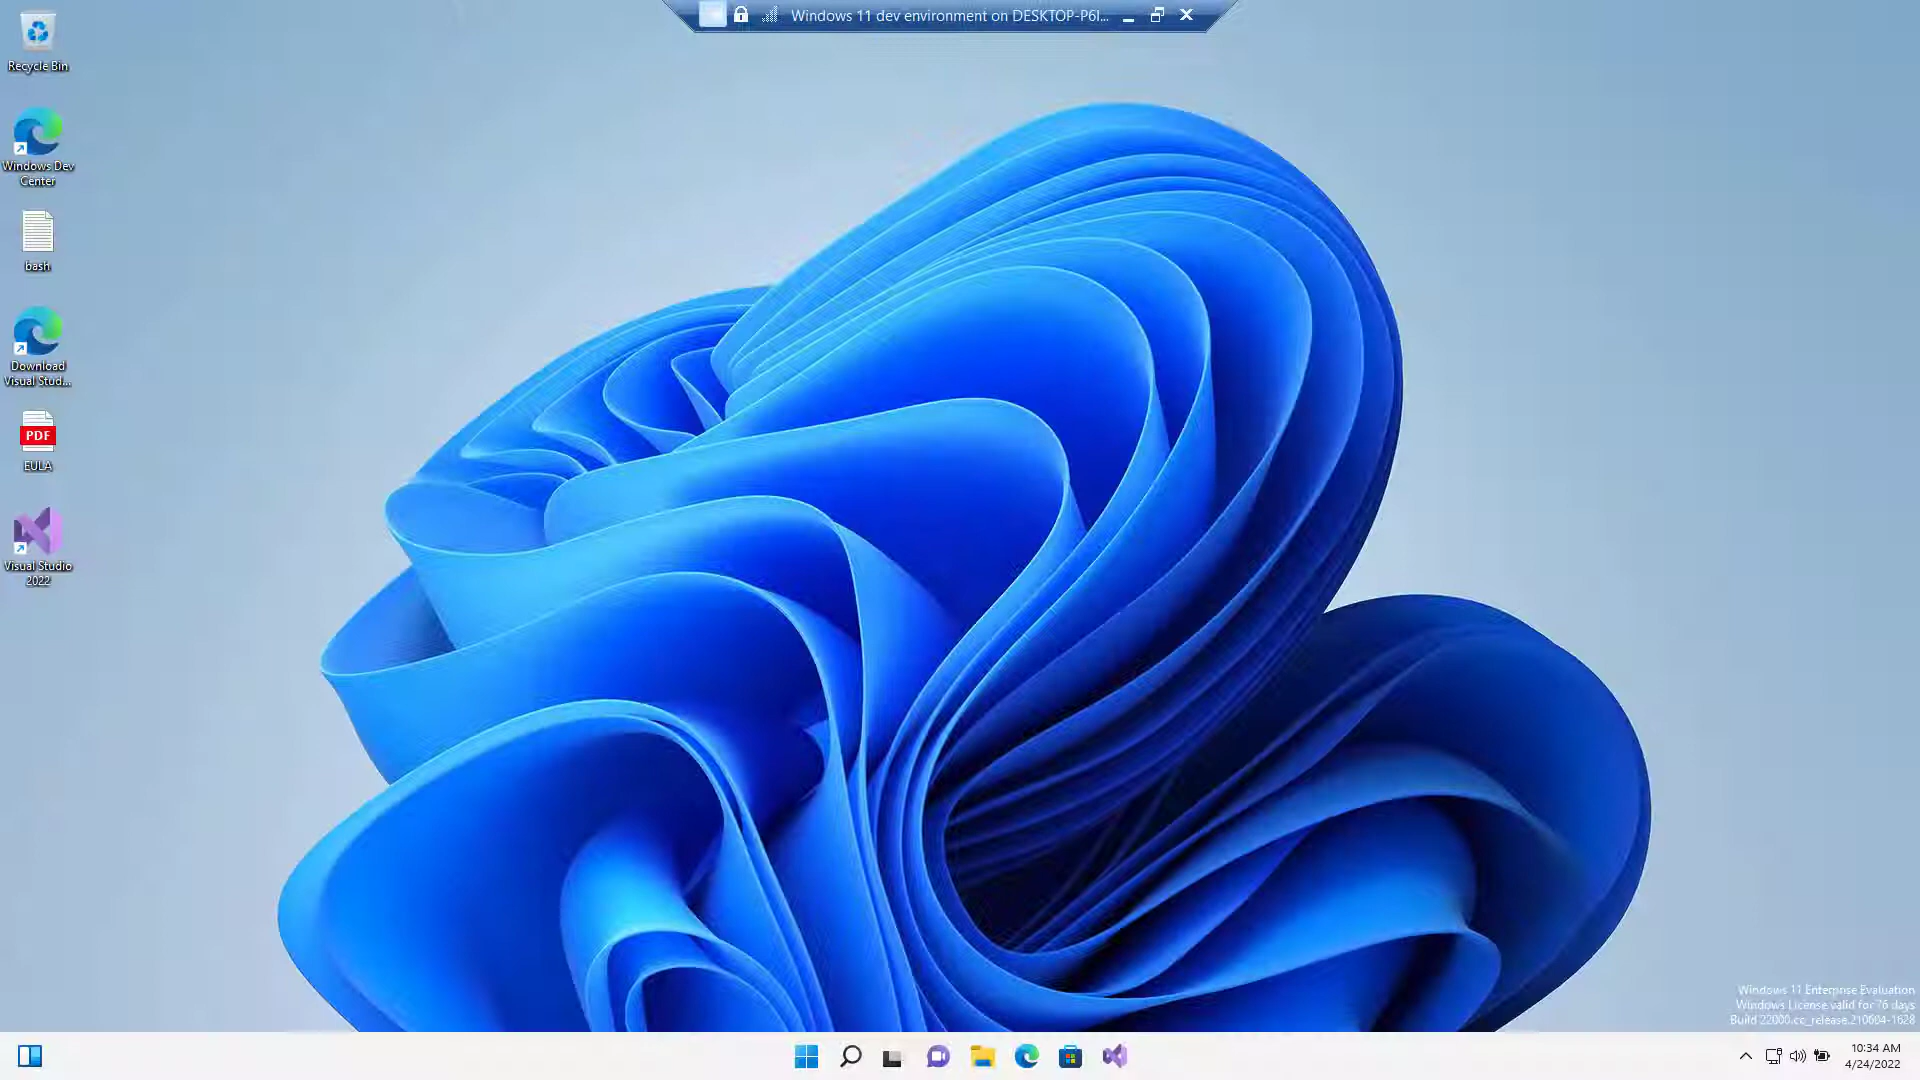 Windows 11 dev environment on DESKTOP-P6I...
Recycle Bin
Windows Dev
Center
bash
Download
Visual Stud...
PDF
EULA
Visual Studio
2022
Windows 11 Enterprise Evaluation
Windows License valid for 76 days
Build 22000.co_release.210604-1628
10:34 AM
4/24/2022